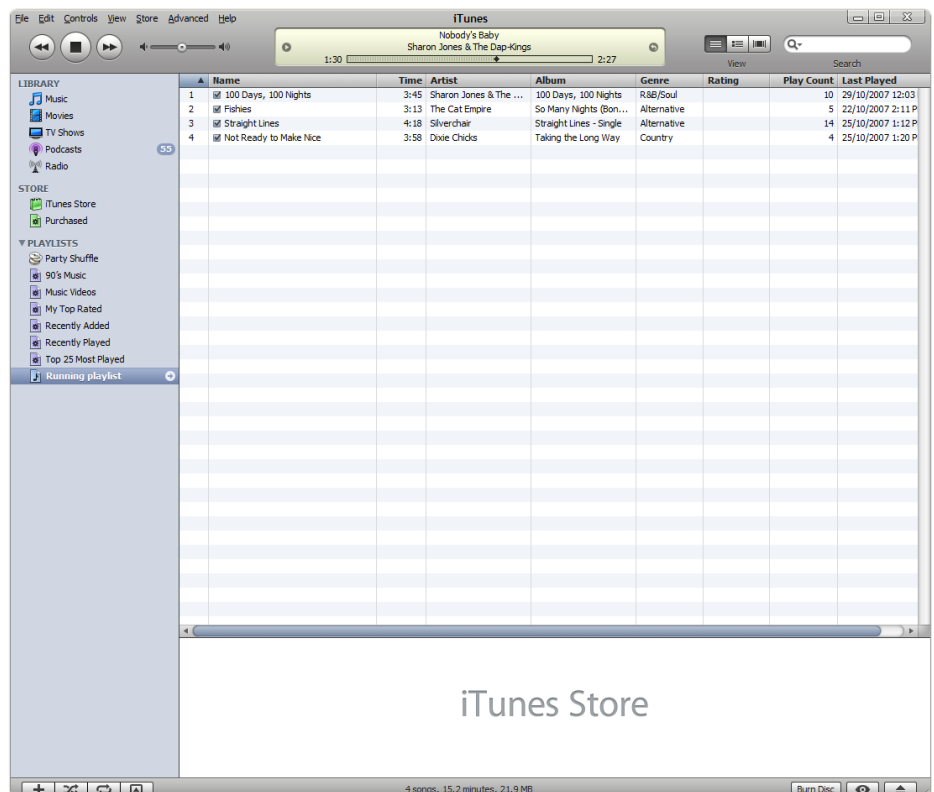 File Edit Controls View Store Advanced Help iTunes
Nobody's Baby
Sharon Jones & The Dap-Kings
1:30 2:27
View Search
LIBRARY
Music
Movies
TV Shows
Podcasts 55
Radio
STORE
iTunes Store
Purchased
PLAYLISTS
Party Shuffle
90's Music
Music Videos
My Top Rated
Recently Added
Recently Played
Top 25 Most Played
Running playlist
Name Time Artist Album Genre Rating Play Count Last Played
1 100 Days, 100 Nights 3:45 Sharon Jones & The ... 100 Days, 100 Nights R&B/Soul 10 29/10/2007 12:03
2 Fishies 3:13 The Cat Empire So Many Nights (Bon... Alternative 5 22/10/2007 2:11 P
3 Straight Lines 4:18 Silverchair Straight Lines - Single Alternative 14 25/10/2007 1:12 P
4 Not Ready to Make Nice 3:58 Dixie Chicks Taking the Long Way Country 4 25/10/2007 1:20 P
iTunes Store
4 songs, 15.2 minutes, 21.9 MB Burn Disc